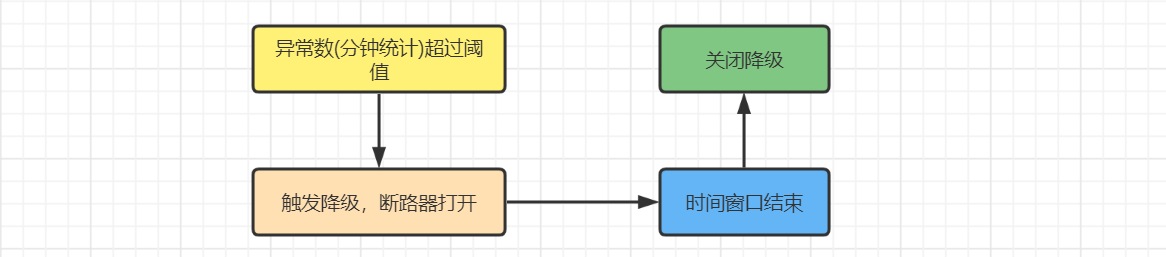 异常数(分钟统计)超过阈
值
触发降级，断路器打开
时间窗口结束
关闭降级